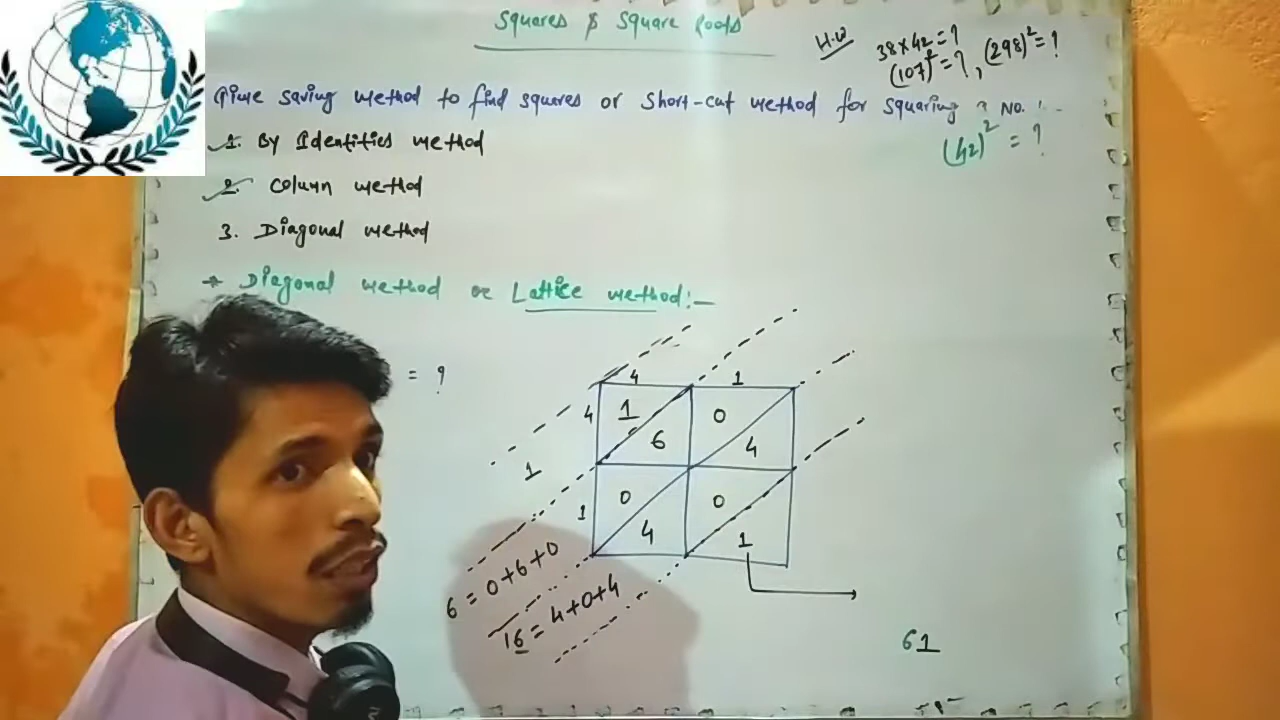 Squares & Square Roots
H.W 38×42 = ?
(107)² = ?, (298)² = ?
Time saving method to find squares or Short-cut method for squaring a No. :-
(42)² = ?
1. By Identities method
2. Column method
3. Diagonal method
* Diagonal method or Lattice method:-
= ?
4 1
4 1 0
6 4
1
1 0 0
4 1
6 = 0+6+0
16 = 4+0+4
61